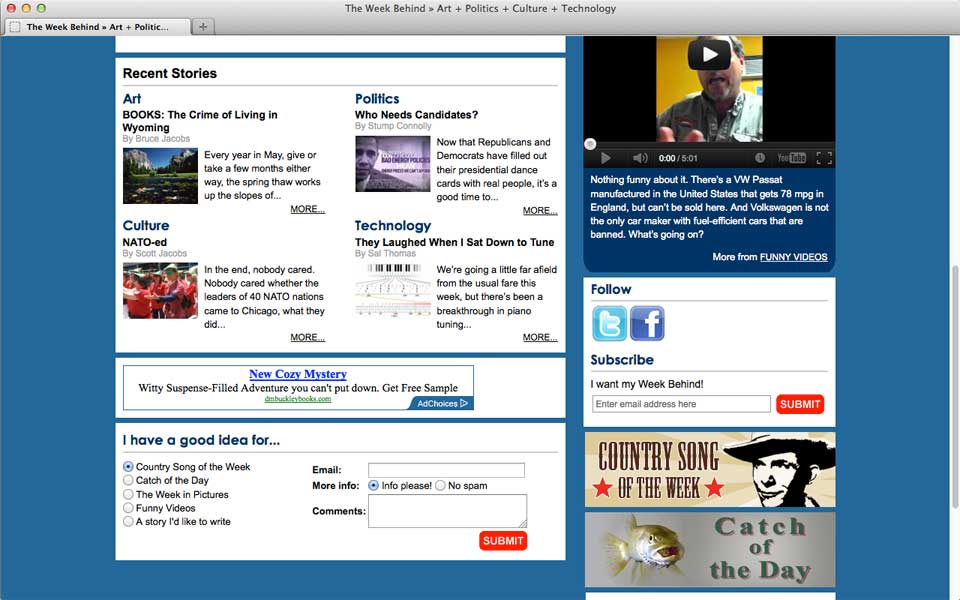 The Week Behind » Art + Politics + Culture + Technology
The Week Behind » Art + Politic...
Recent Stories
Art
BOOKS: The Crime of Living in
Wyoming
By Bruce Jacobs
Every year in May, give or
take a few months either
way, the spring thaw works
up the slopes of...
MORE...
Politics
Who Needs Candidates?
By Stump Connolly
BAD ENERGY POLICIES
Now that Republicans and
Democrats have filled out
their presidential dance
cards with real people, it's a
good time to...
MORE...
Culture
NATO-ed
By Scott Jacobs
In the end, nobody cared.
Nobody cared whether the
leaders of 40 NATO nations
came to Chicago, what they
did...
MORE...
Technology
They Laughed When I Sat Down to Tune
By Sal Thomas
We're going a little far afield
from the usual fare this
week, but there's been a
breakthrough in piano
tuning...
MORE...
New Cozy Mystery
Witty Suspense-Filled Adventure you can't put down. Get Free Sample
dmbuckleybooks.com
AdChoices
I have a good idea for...
Country Song of the Week
Catch of the Day
The Week in Pictures
Funny Videos
A story I'd like to write
Email:
More info: Info please! No spam
Comments:
SUBMIT
0:00 / 5:01 YouTube
Nothing funny about it. There's a VW Passat
manufactured in the United States that gets 78 mpg in
England, but can't be sold here. And Volkswagen is not
the only car maker with fuel-efficient cars that are
banned. What's going on?
More from FUNNY VIDEOS
Follow
t f
Subscribe
I want my Week Behind!
Enter email address here SUBMIT
COUNTRY SONG
OF THE WEEK
Catch
of
the Day